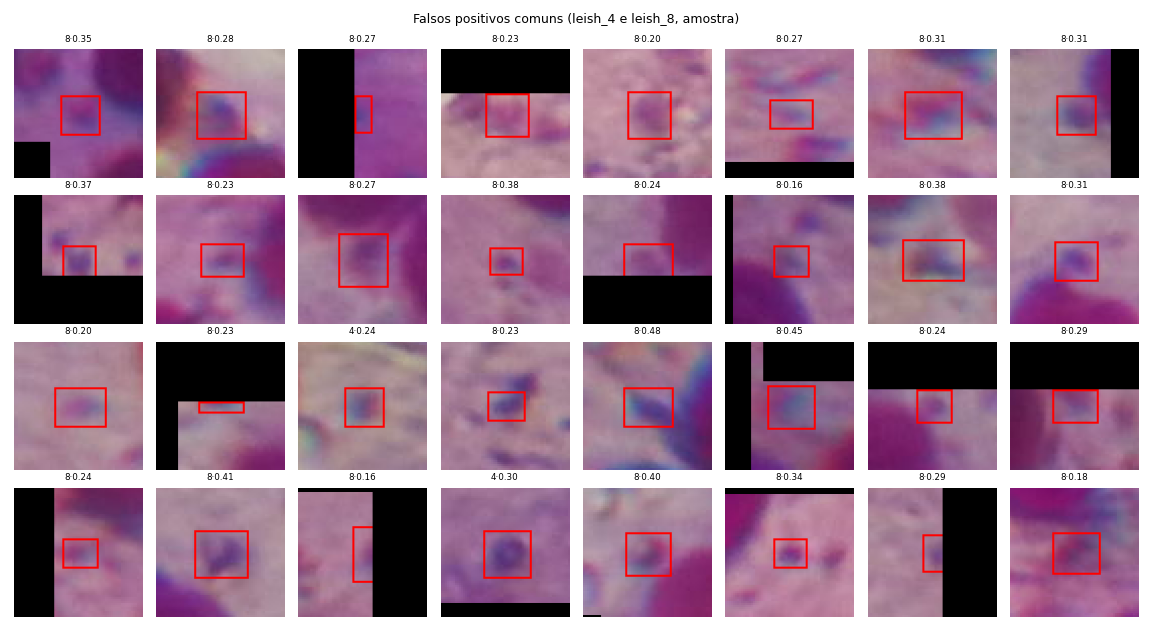 Falsos positivos comuns (leish_4 e leish_8, amostra)
8·0.35 8·0.28 8·0.27 8·0.23 8·0.20 8·0.27 8·0.31 8·0.31
8·0.37 8·0.23 8·0.27 8·0.38 8·0.24 8·0.16 8·0.38 8·0.31
8·0.20 8·0.23 4·0.24 8·0.23 8·0.48 8·0.45 8·0.24 8·0.29
8·0.24 8·0.41 8·0.16 4·0.30 8·0.40 8·0.34 8·0.29 8·0.18